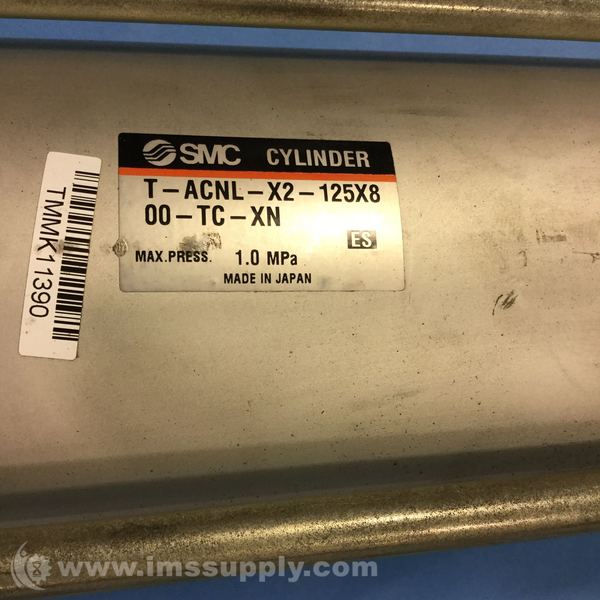 SMC CYLINDER
T-ACNL-X2-125X8
00-TC-XN
ES
MAX.PRESS. 1.0 MPa
MADE IN JAPAN
TMMK11390
www.imssupply.com